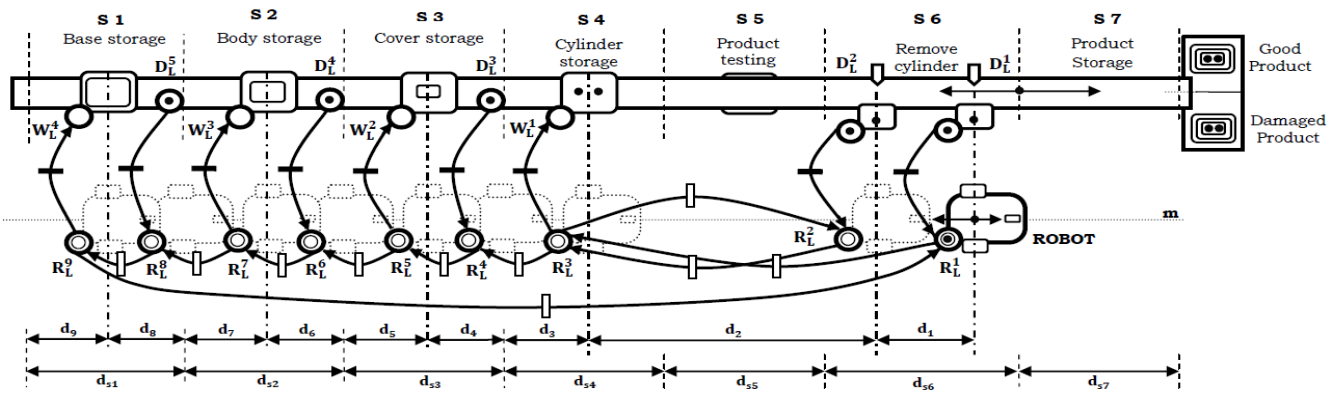 S 1 S 2 S 3 S 4 S 5 S 6 S 7
Base storage Body storage Cover storage Cylinder storage Product testing Remove cylinder Product Storage
Good Product
Damaged Product
D_L^5 D_L^4 D_L^3 D_L^2 D_L^1
W_L^4 W_L^3 W_L^2 W_L^1
m
ROBOT
R_L^9 R_L^8 R_L^7 R_L^6 R_L^5 R_L^4 R_L^3 R_L^2 R_L^1
d_9 d_8 d_7 d_6 d_5 d_4 d_3 d_2 d_1
d_s1 d_s2 d_s3 d_s4 d_s5 d_s6 d_s7